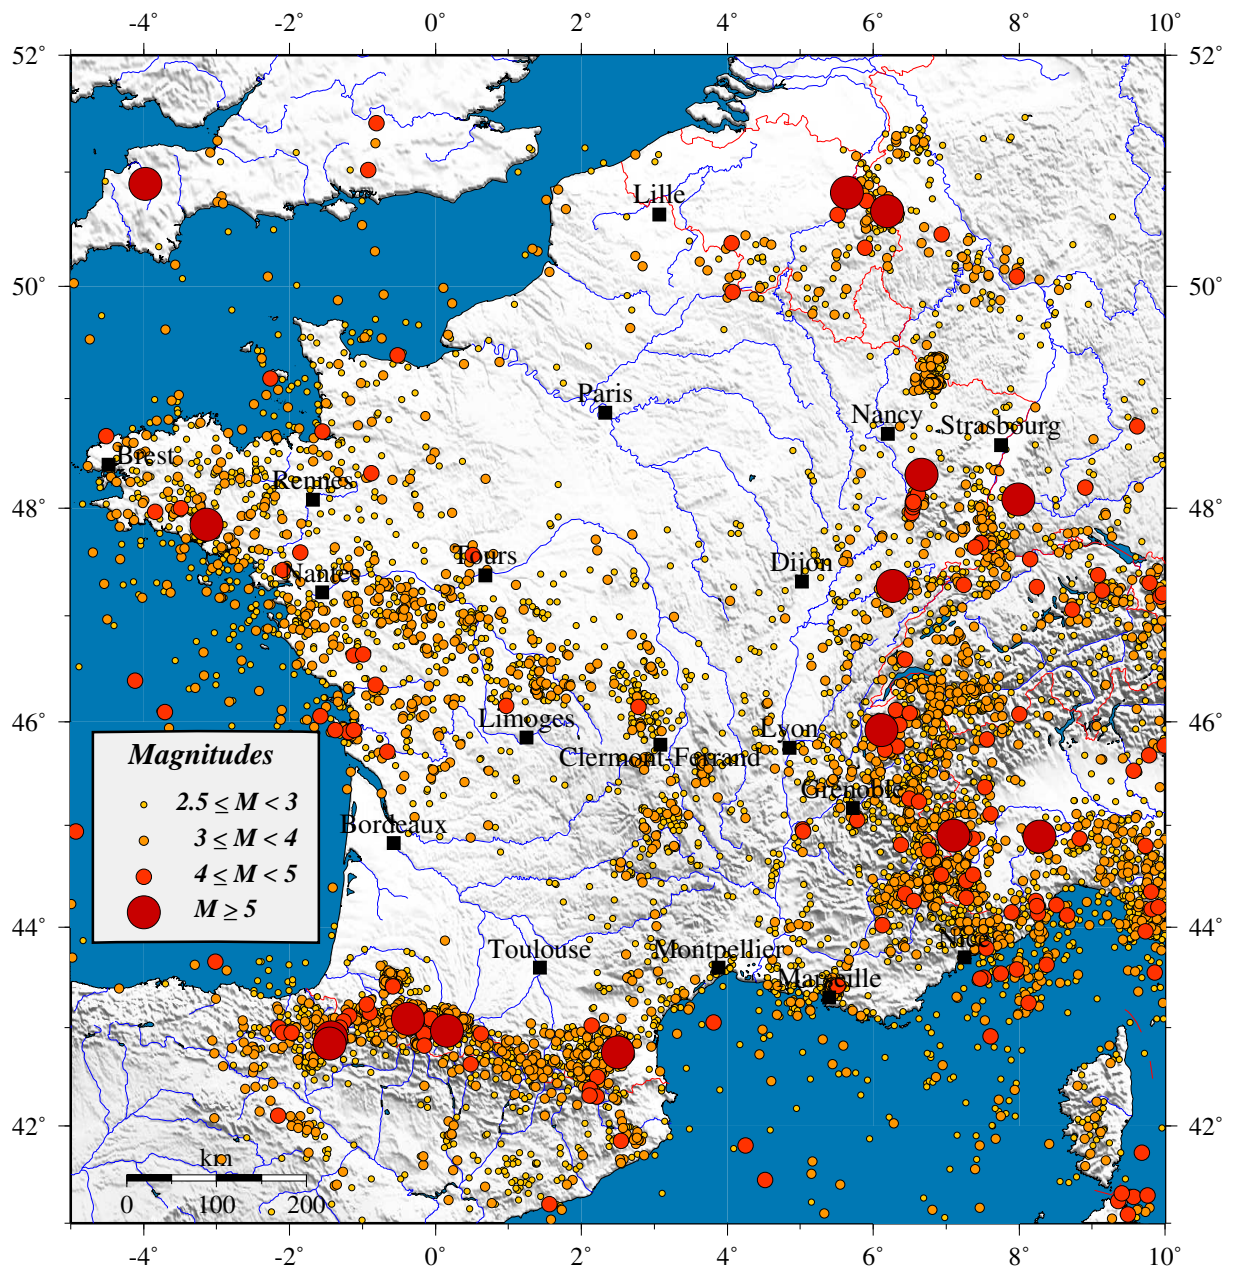 -4° -2° 0° 2° 4° 6° 8° 10°
52° 52°
Lille
50° 50°
Paris
Nancy
Strasbourg
Brest
Rennes
48° 48°
Tours
Dijon
Nantes
46° 46°
Limoges
Lyon
Clermont-Ferrand
Grenoble
Magnitudes
2.5 ≤ M < 3
3 ≤ M < 4
4 ≤ M < 5
M ≥ 5
Bordeaux
44° 44°
Nice
Toulouse
Montpellier
Marseille
42° 42°
km
0 100 200
-4° -2° 0° 2° 4° 6° 8° 10°